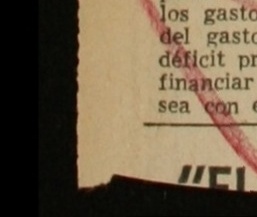 los gasto
del gasto
déficit pr
financiar
sea con e
"El